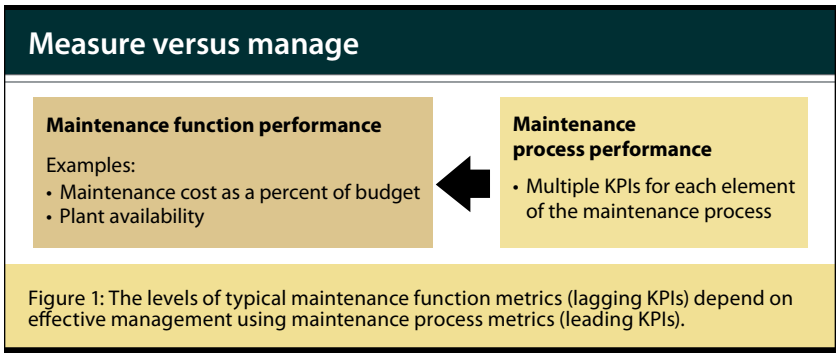 Measure versus manage
Maintenance function performance
Examples:
• Maintenance cost as a percent of budget
• Plant availability
Maintenance
process performance
• Multiple KPIs for each element
of the maintenance process
Figure 1: The levels of typical maintenance function metrics (lagging KPIs) depend on
effective management using maintenance process metrics (leading KPIs).